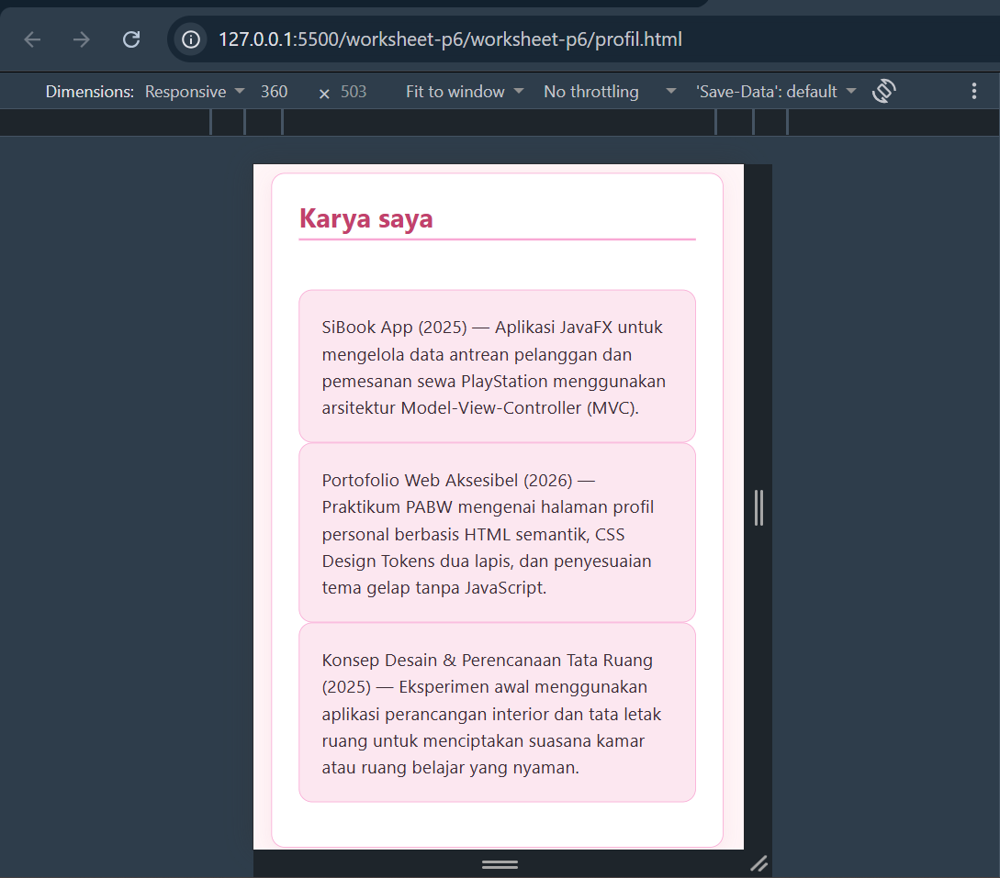 127.0.0.1:5500/worksheet-p6/worksheet-p6/profil.html
Dimensions: Responsive 360 × 503 Fit to window No throttling 'Save-Data': default
Karya saya
SiBook App (2025) — Aplikasi JavaFX untuk
mengelola data antrean pelanggan dan
pemesanan sewa PlayStation menggunakan
arsitektur Model-View-Controller (MVC).
Portofolio Web Aksesibel (2026) —
Praktikum PABW mengenai halaman profil
personal berbasis HTML semantik, CSS
Design Tokens dua lapis, dan penyesuaian
tema gelap tanpa JavaScript.
Konsep Desain & Perencanaan Tata Ruang
(2025) — Eksperimen awal menggunakan
aplikasi perancangan interior dan tata letak
ruang untuk menciptakan suasana kamar
atau ruang belajar yang nyaman.